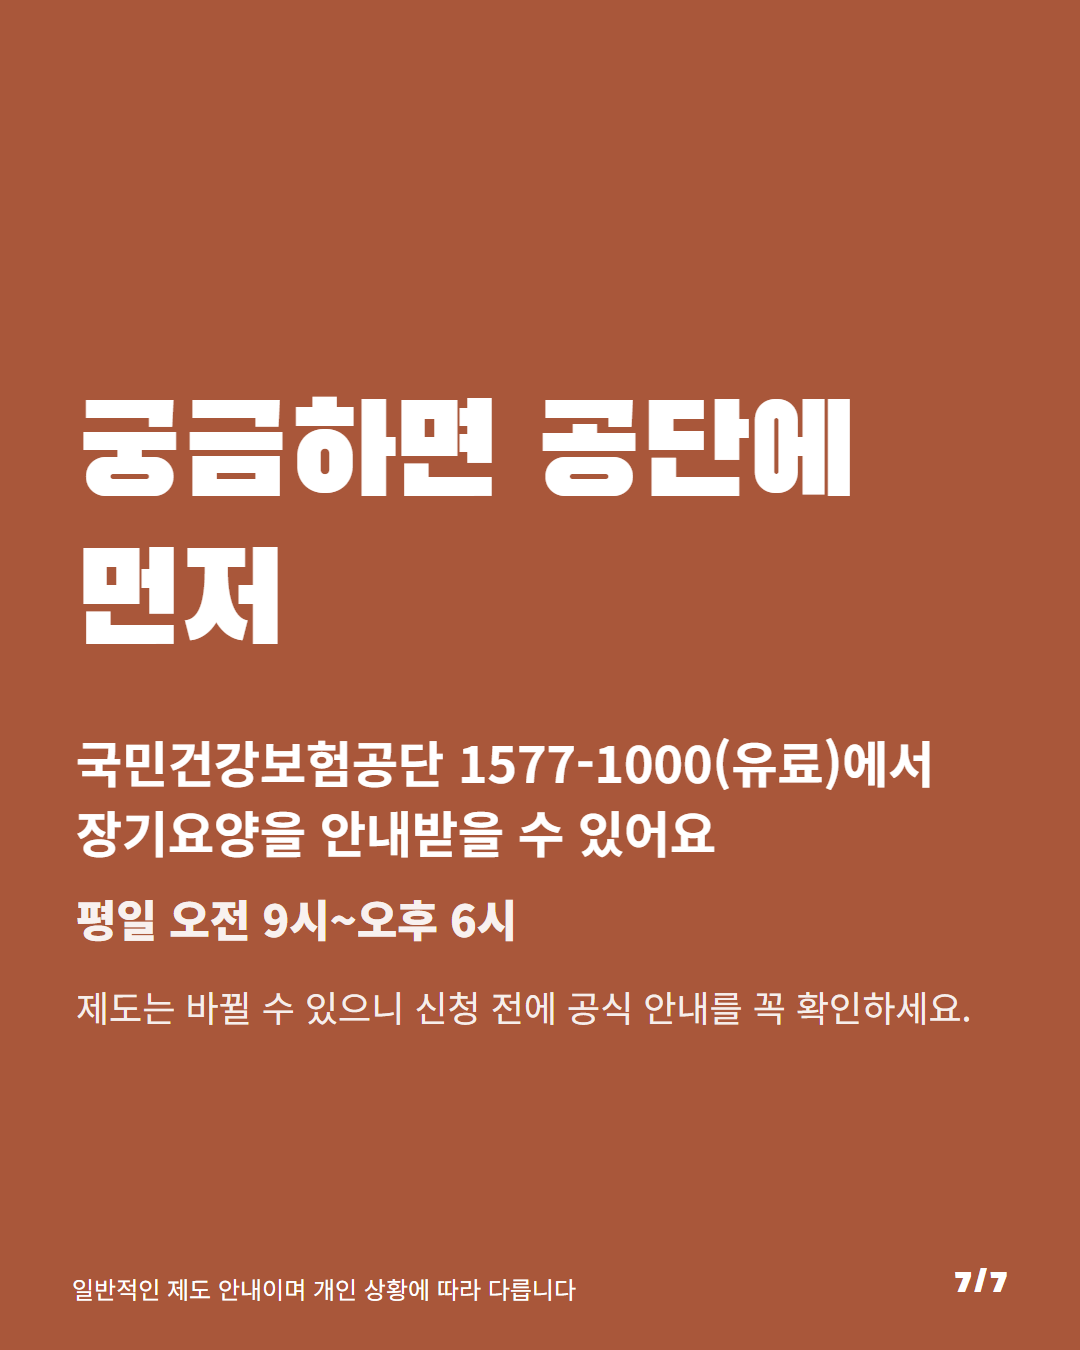 궁금하면 공단에
먼저
국민건강보험공단 1577-1000(유료)에서
장기요양을 안내받을 수 있어요
평일 오전 9시~오후 6시
제도는 바뀔 수 있으니 신청 전에 공식 안내를 꼭 확인하세요.
일반적인 제도 안내이며 개인 상황에 따라 다릅니다
7/7